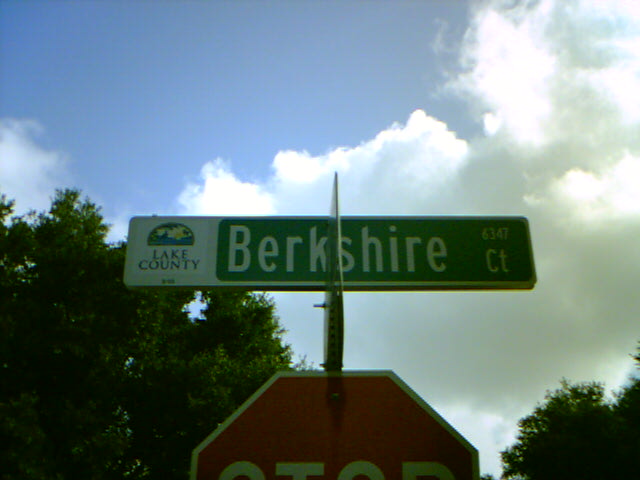 LAKE
COUNTY
Berkshire
6347
Ct
STOP